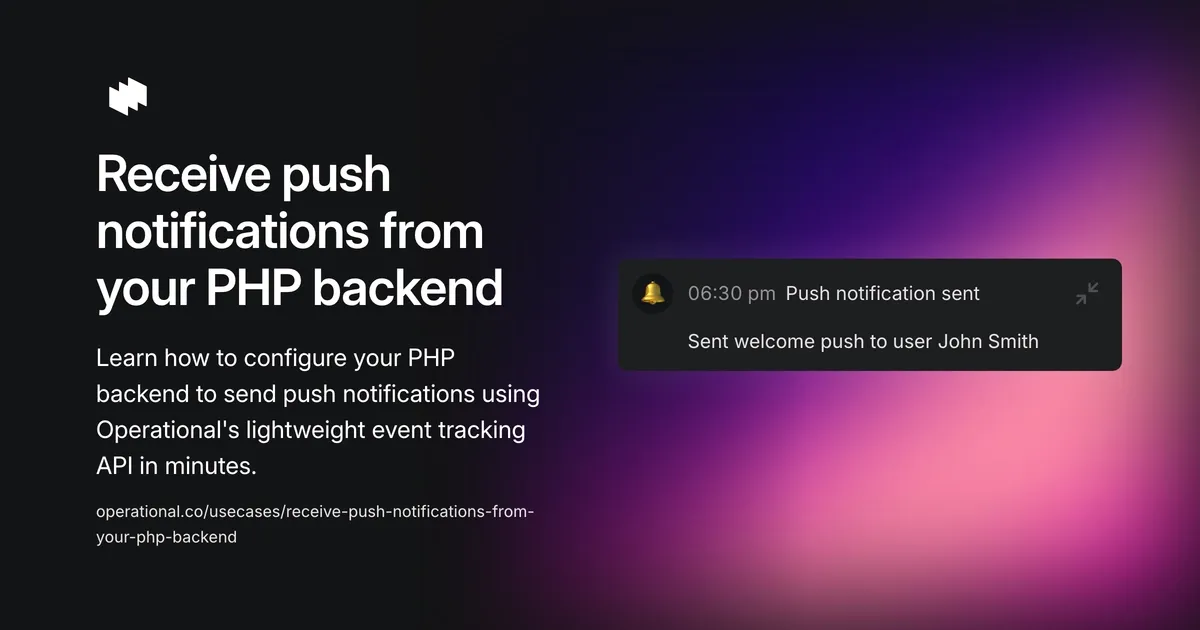 Receive push
notifications from
your PHP backend
Learn how to configure your PHP
backend to send push notifications using
Operational's lightweight event tracking
API in minutes.
operational.co/usecases/receive-push-notifications-from-
your-php-backend
06:30 pm Push notification sent
Sent welcome push to user John Smith